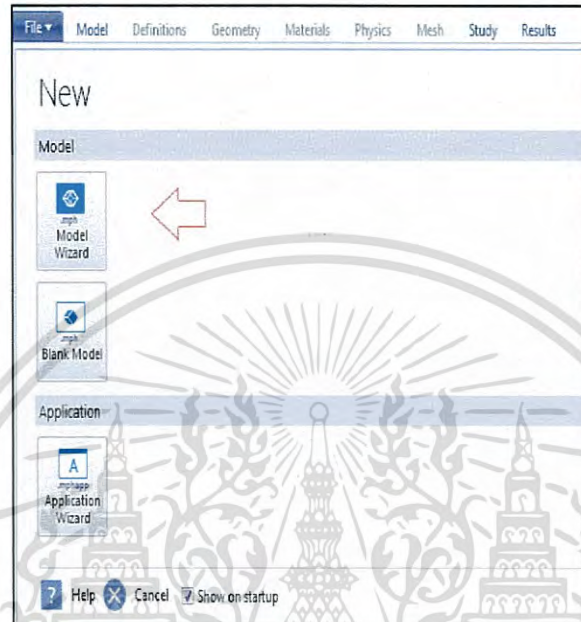 File Model Definitions Geometry Materials Physics Mesh Study Results
New
Model
.mph
Model
Wizard
.mph
Blank Model
Application
A
.mphapp
Application
Wizard
? Help Cancel Show on startup